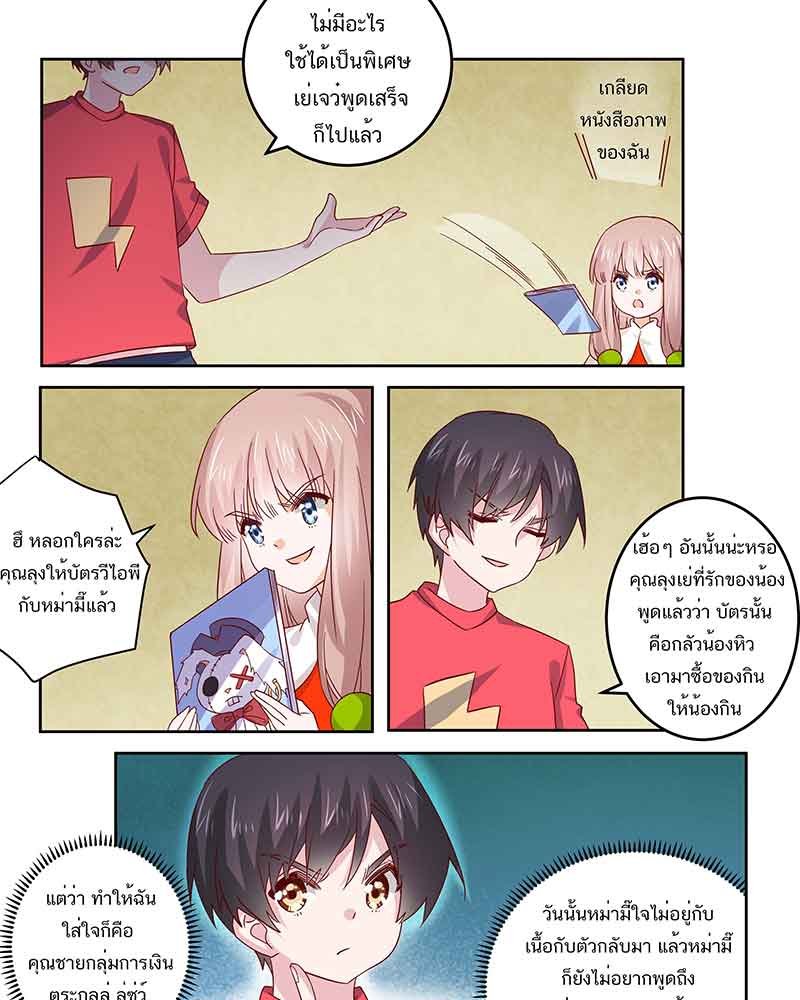 ไม่มีอะไร
ใช้ได้เป็นพิเศษ
เย่เจว๋พูดเสร็จ
ก็ไปแล้ว
เกลียด
หนังสือภาพ
ของฉัน
ฮึ หลอกใครล่ะ
คุณลุงให้บัตรวีไอพี
กับหม่ามี๊แล้ว
เฮ้อๆ อันนั้นน่ะหรอ
คุณลุงเย่ที่รักของน้อง
พูดแล้วว่า บัตรนั้น
คือกลัวน้องหิว
เอามาซื้อของกิน
ให้น้องกิน
แต่ว่า ทำให้ฉัน
ใส่ใจก็คือ
คุณชายกลุ่มการเงิน
ตระกูลลู่ ลู่ซั่ว์
วันนั้นหม่ามี๊ใจไม่อยู่กับ
เนื้อกับตัวกลับมา แล้วหม่ามี๊
ก็ยังไม่อยากพูดถึง